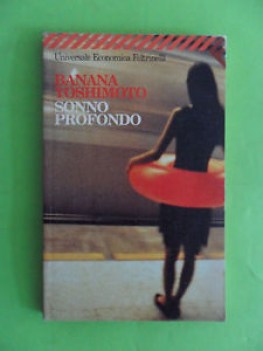 Universale Economica Feltrinelli
BANANA
YOSHIMOTO
SONNO
PROFONDO